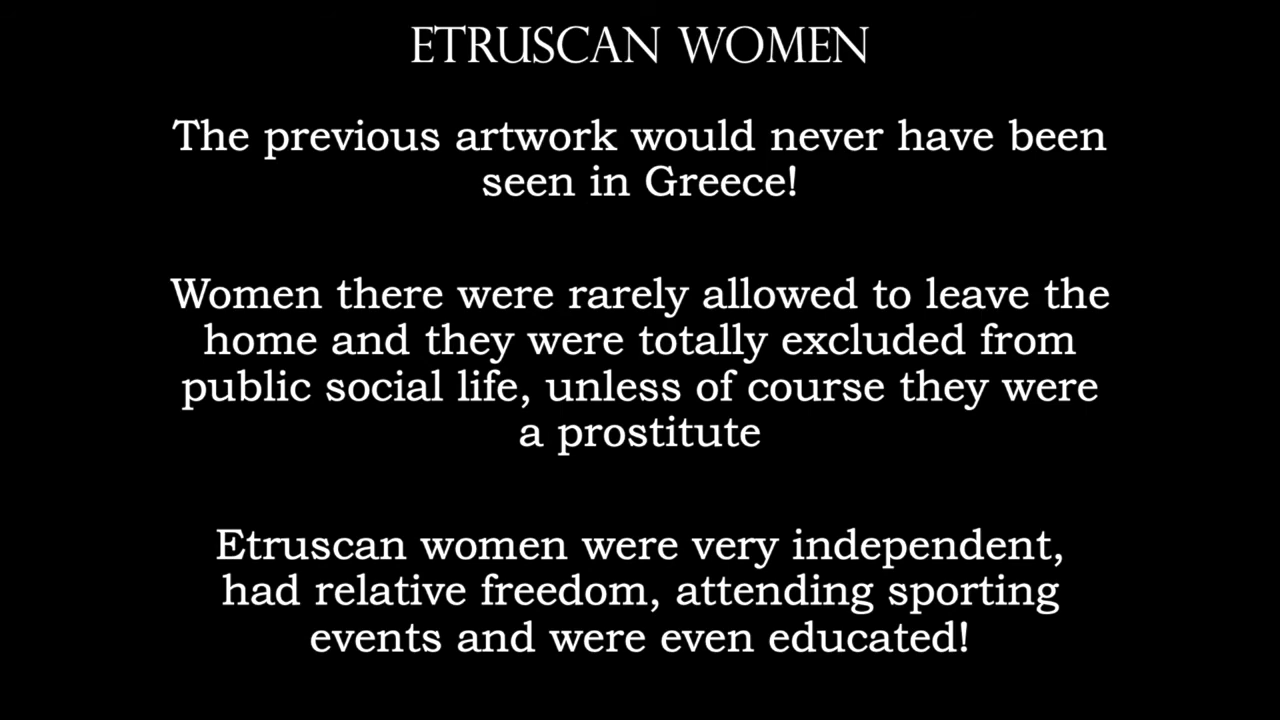 ETRUSCAN WOMEN
The previous artwork would never have been
seen in Greece!
Women there were rarely allowed to leave the
home and they were totally excluded from
public social life, unless of course they were
a prostitute
Etruscan women were very independent,
had relative freedom, attending sporting
events and were even educated!